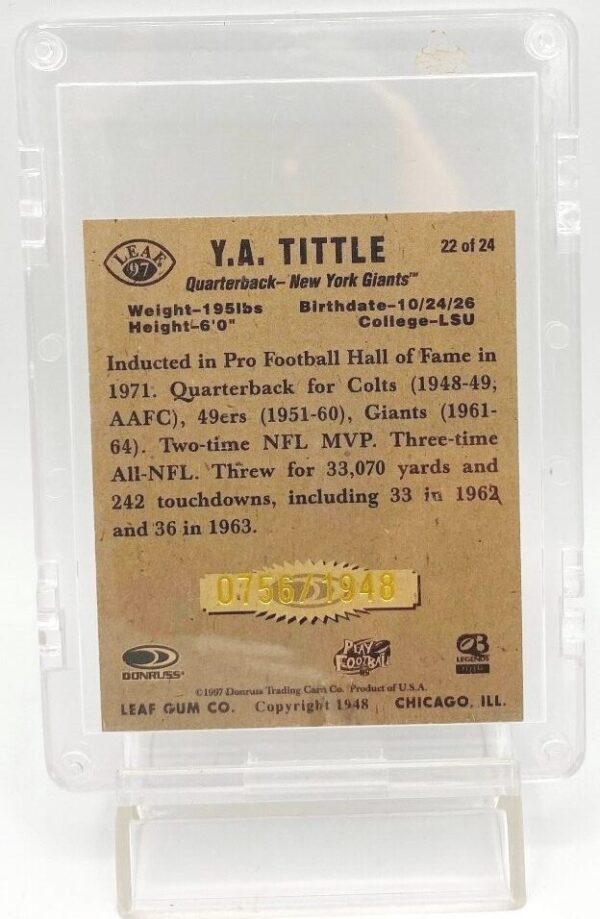 LEAF
97
Y.A. TITTLE
22 of 24
Quarterback–New York Giants™
Weight–195lbs Birthdate–10/24/26
Height–6'0" College–LSU
Inducted in Pro Football Hall of Fame in
1971. Quarterback for Colts (1948-49,
AAFC), 49ers (1951-60), Giants (1961-
64). Two-time NFL MVP. Three-time
All-NFL. Threw for 33,070 yards and
242 touchdowns, including 33 in 1962
and 36 in 1963.
0756/1948
DONRUSS®
PLAY FOOTBALL
LEGENDS
©1997 Donruss Trading Card Co. Product of U.S.A.
LEAF GUM CO. Copyright 1948 CHICAGO, ILL.